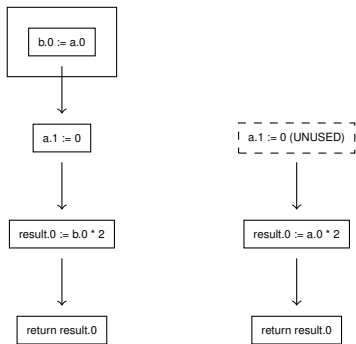 b.0 := a.0
a.1 := 0
a.1 := 0 (UNUSED)
result.0 := b.0 * 2
result.0 := a.0 * 2
return result.0
return result.0